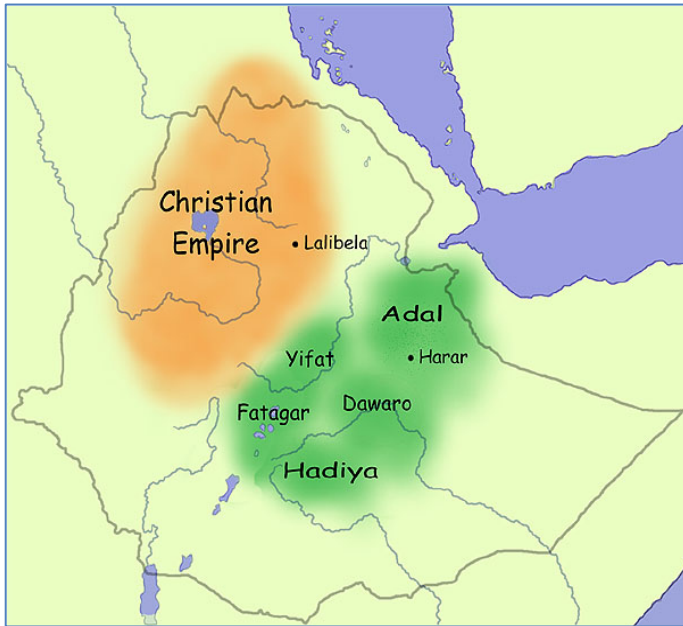 Christian
Empire
Lalibela
Adal
Yifat
Harar
Fatagar
Dawaro
Hadiya